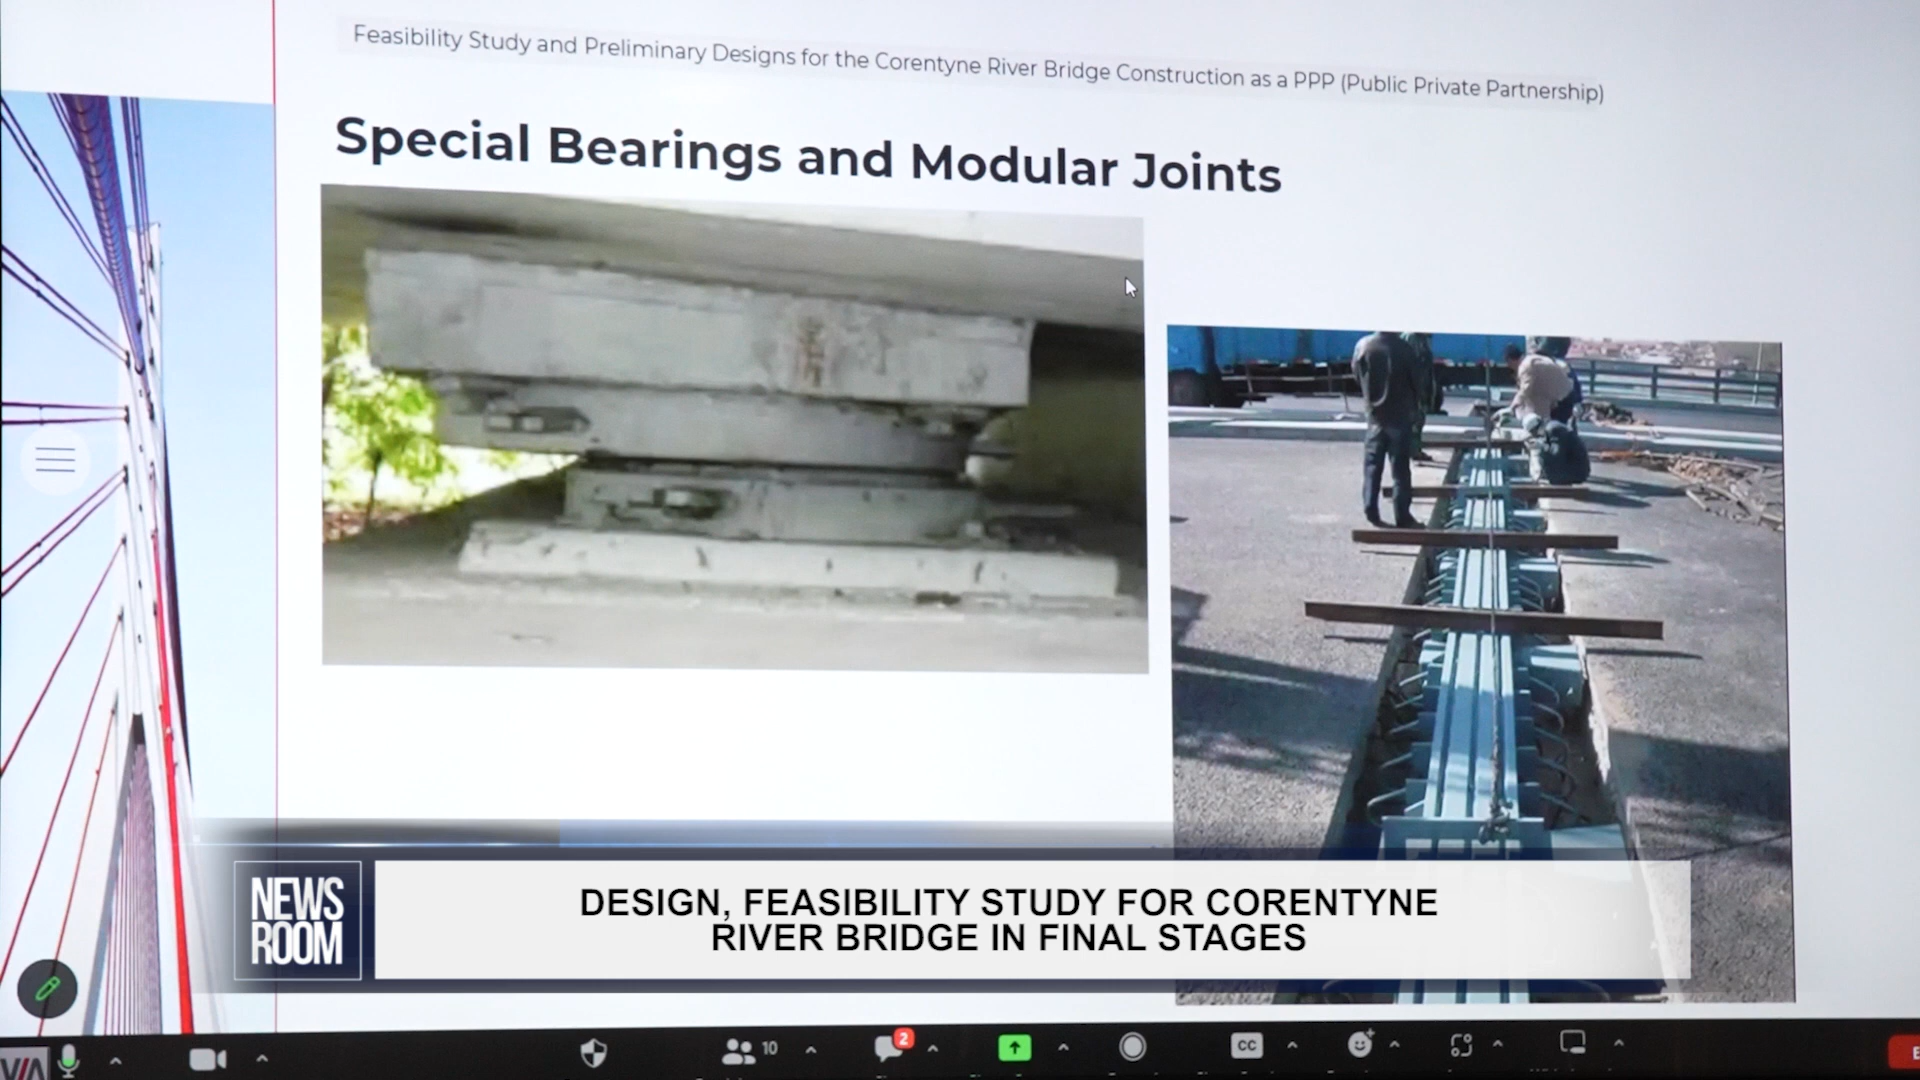 Feasibility Study and Preliminary Designs for the Corentyne River Bridge Construction as a PPP (Public Private Partnership)
Special Bearings and Modular Joints
NEWS
ROOM
DESIGN, FEASIBILITY STUDY FOR CORENTYNE
RIVER BRIDGE IN FINAL STAGES
10
2
CC